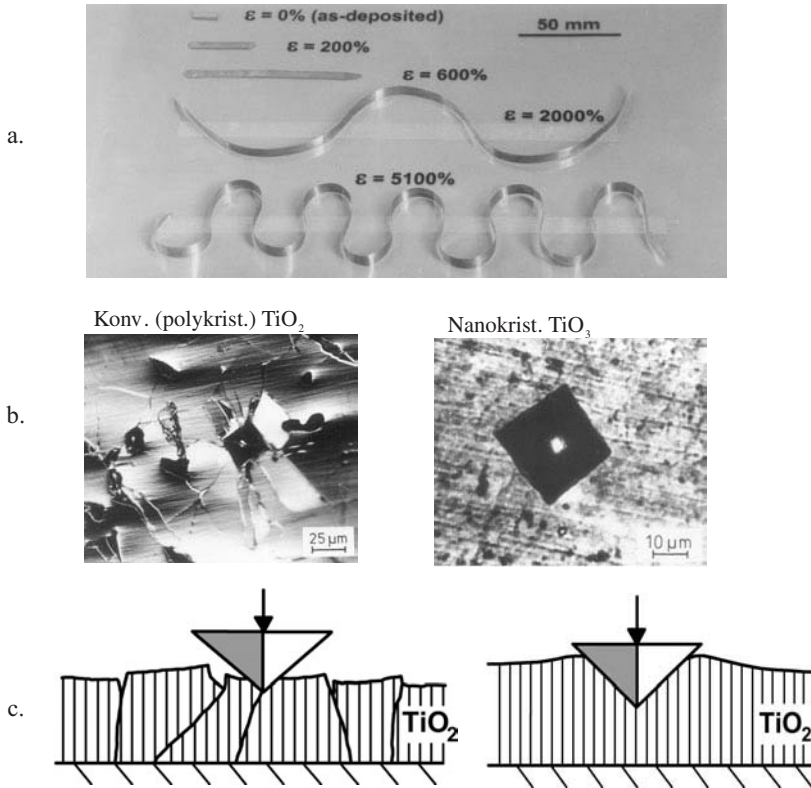 ε = 0% (as-deposited)
50 mm
ε = 200%
ε = 600%
ε = 2000%
a.
ε = 5100%
Konv. (polykrist.) TiO₂
Nanokrist. TiO₃
b.
25 μm
10 μm
c.
TiO₂
TiO₂